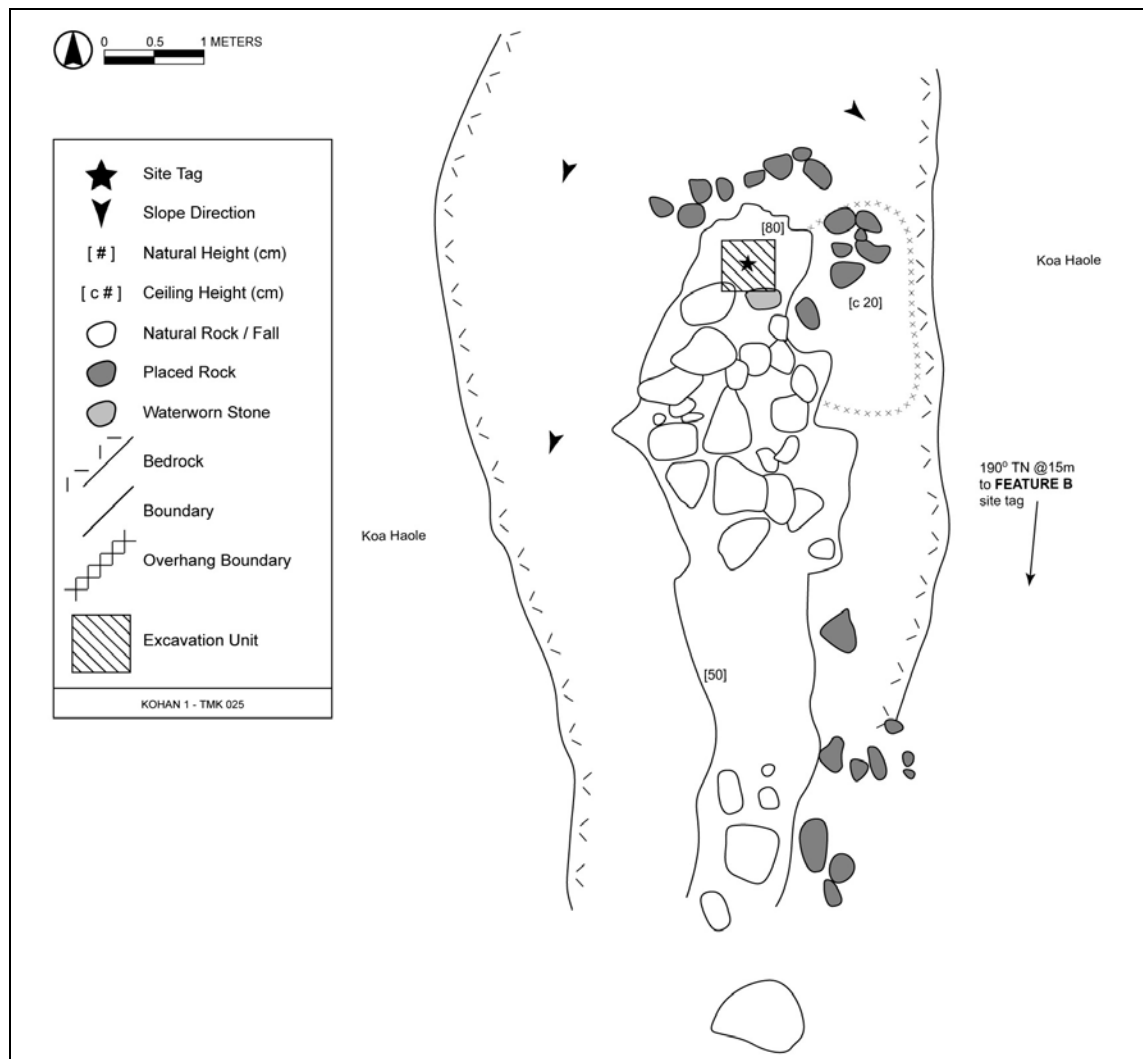 0 0.5 1 METERS
Site Tag
Slope Direction
[ # ] Natural Height (cm)
[ c # ] Ceiling Height (cm)
Natural Rock / Fall
Placed Rock
Waterworn Stone
Bedrock
Boundary
Overhang Boundary
Excavation Unit
KOHAN 1 - TMK 025
[80]
[c 20]
Koa Haole
190º TN @15m
to FEATURE B
site tag
Koa Haole
[50]